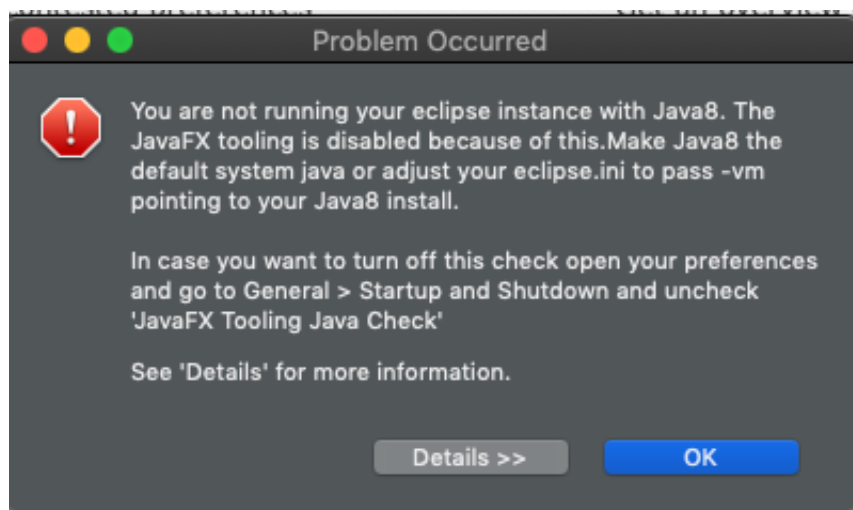 Problem Occurred
You are not running your eclipse instance with Java8. The
JavaFX tooling is disabled because of this.Make Java8 the
default system java or adjust your eclipse.ini to pass -vm
pointing to your Java8 install.
In case you want to turn off this check open your preferences
and go to General > Startup and Shutdown and uncheck
'JavaFX Tooling Java Check'
See 'Details' for more information.
Details >>
OK